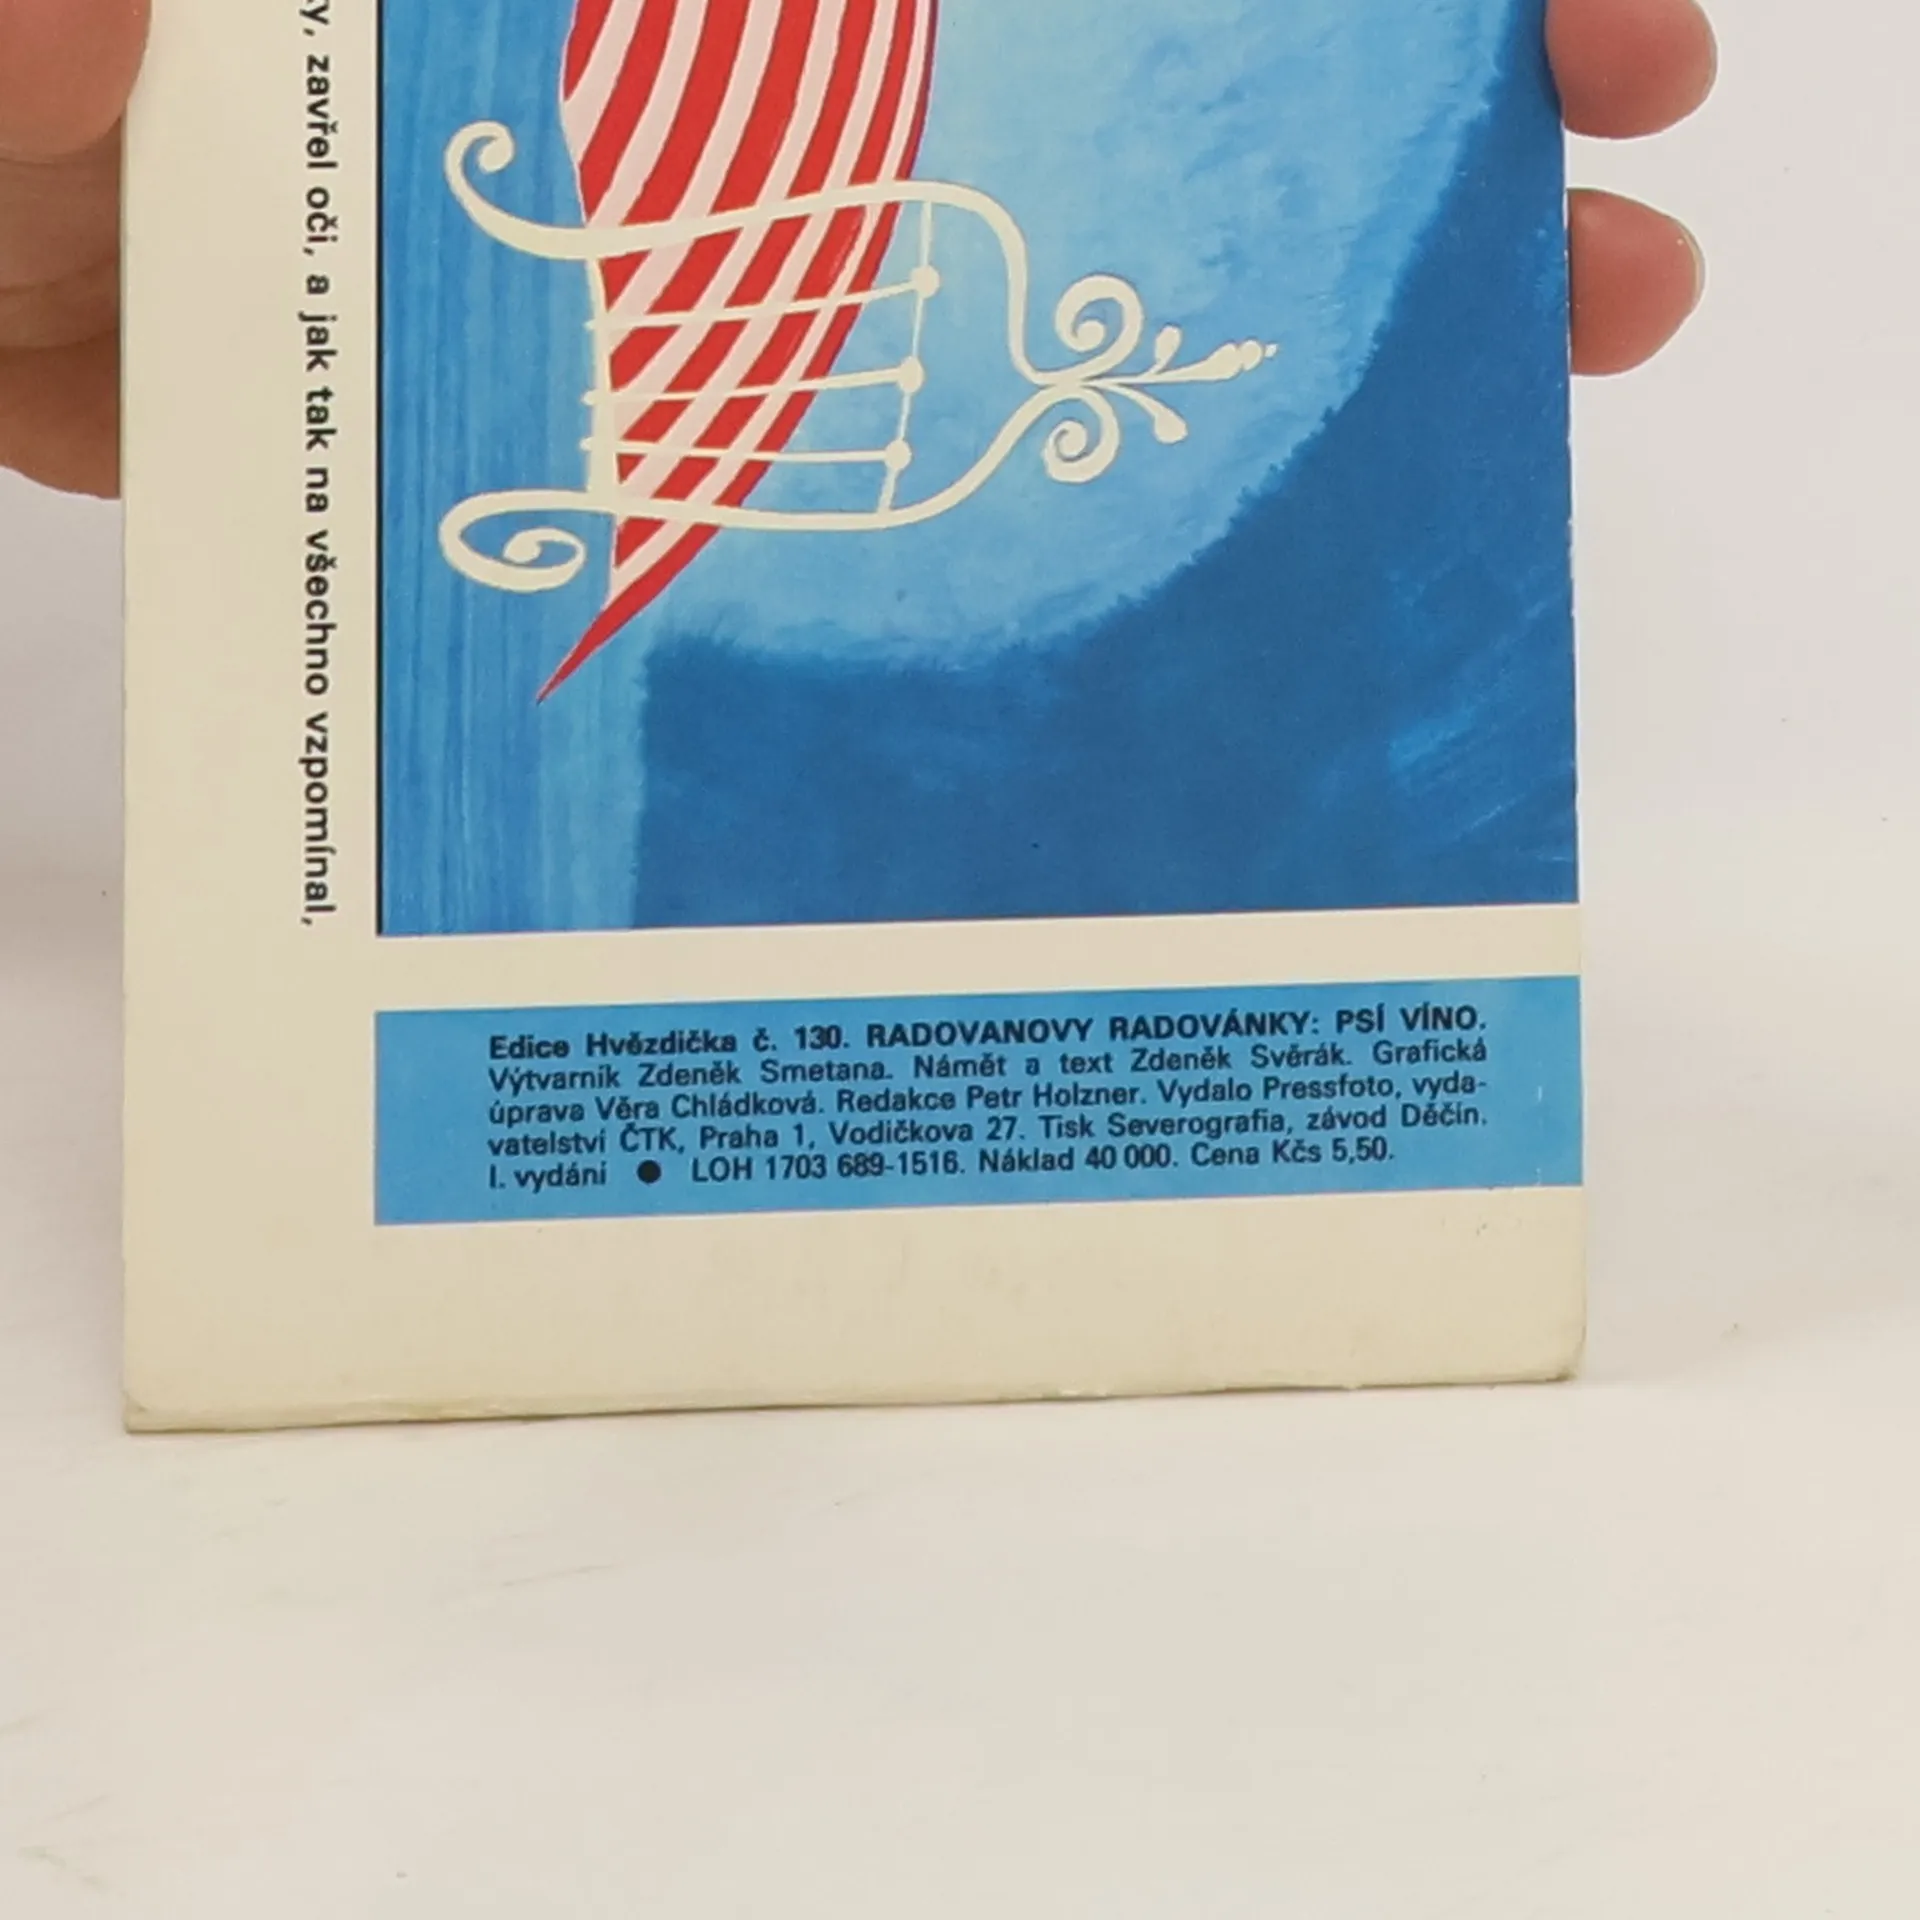 zavřel oči, a jak tak na všechno vzpomínal,
Edice Hvězdička č. 130. RADOVANOVY RADOVÁNKY: PSÍ VÍNO.
Výtvarník Zdeněk Smetana. Námět a text Zdeněk Svěrák. Grafická
úprava Věra Chládková. Redakce Petr Holzner. Vydalo Pressfoto, vyda-
vatelství ČTK, Praha 1, Vodičkova 27. Tisk Severografia, závod Děčín.
I. vydání ● LOH 1703 689-1516. Náklad 40 000. Cena Kčs 5,50.